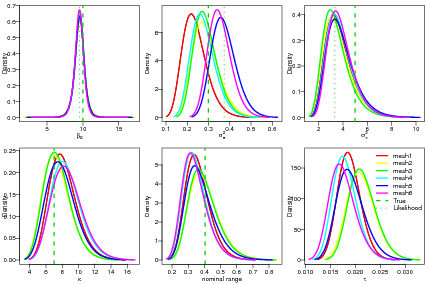 0.7
0.6
0.5
0.4
0.3
0.2
0.1
0.0
Density
5 10 15
β₀
6
4
2
0
Density
0.1 0.2 0.3 0.4 0.5 0.6
0.4
0.3
0.2
0.1
0.0
Density
2 4 6 8 10
0.25
0.20
0.15
0.10
0.05
0.00
Density
4 6 8 10 12 14 16
κ
5
4
3
2
1
0
Density
0.2 0.3 0.4 0.5 0.6 0.7 0.8
nominal range
150
100
50
0
Density
0.010 0.015 0.020 0.025 0.030
τ
mesh1
mesh2
mesh3
mesh4
mesh5
mesh6
True
Likelihood